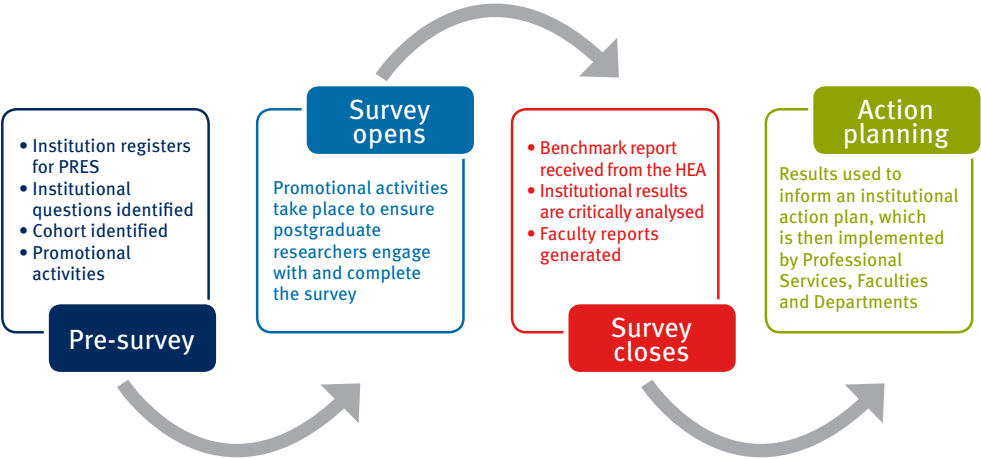 • Institution registers
for PRES
• Institutional
questions identified
• Cohort identified
• Promotional
activities
Pre-survey
Survey
opens
Promotional activities
take place to ensure
postgraduate
researchers engage
with and complete
the survey
• Benchmark report
received from the HEA
• Institutional results
are critically analysed
• Faculty reports
generated
Survey
closes
Action
planning
Results used to
inform an institutional
action plan, which
is then implemented
by Professional
Services, Faculties
and Departments